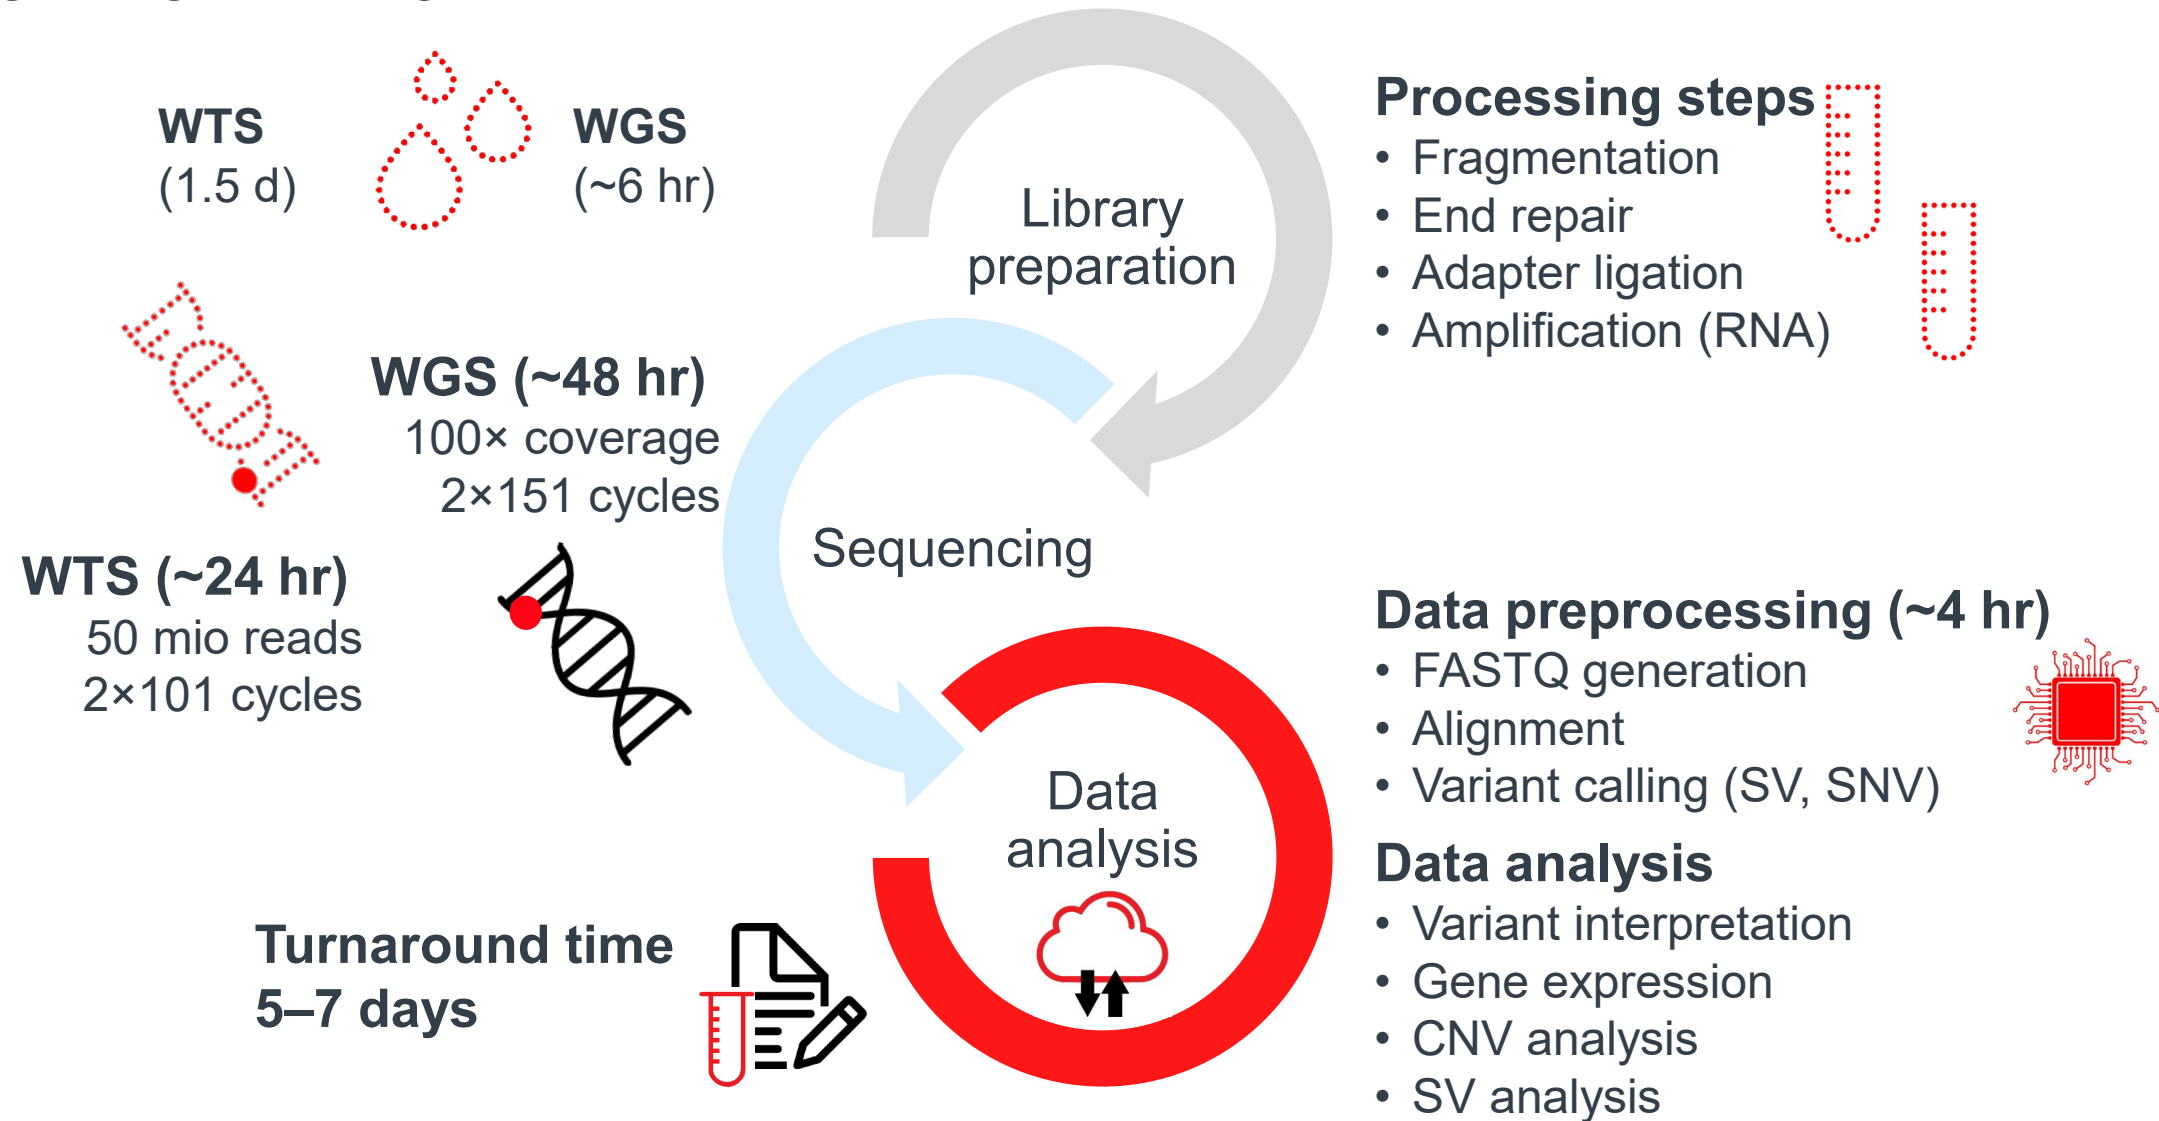 WTS
(1.5 d)
WGS
(~6 hr)
Library
preparation
Processing steps
• Fragmentation
• End repair
• Adapter ligation
• Amplification (RNA)
WGS (~48 hr)
100× coverage
2×151 cycles
WTS (~24 hr)
50 mio reads
2×101 cycles
Sequencing
Data preprocessing (~4 hr)
• FASTQ generation
• Alignment
• Variant calling (SV, SNV)
Data
analysis
Data analysis
• Variant interpretation
• Gene expression
• CNV analysis
• SV analysis
Turnaround time
5–7 days